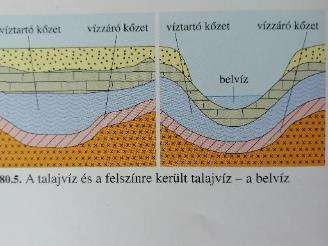 víztartó kőzet vízzáró kőzet víztartó kőzet vízzáró kőzet
belvíz
80.5. A talajvíz és a felszínre került talajvíz – a belvíz